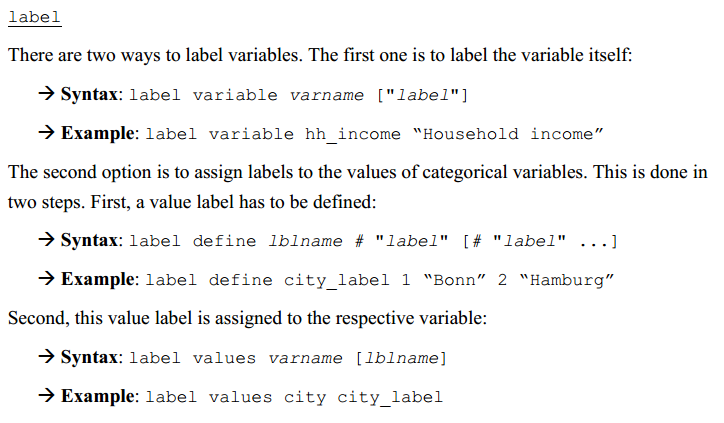 label
There are two ways to label variables. The first one is to label the variable itself:
→ Syntax: label variable varname ["label"]
→ Example: label variable hh_income “Household income”
The second option is to assign labels to the values of categorical variables. This is done in
two steps. First, a value label has to be defined:
→ Syntax: label define lblname # "label" [# "label" ...]
→ Example: label define city_label 1 “Bonn” 2 “Hamburg”
Second, this value label is assigned to the respective variable:
→ Syntax: label values varname [lblname]
→ Example: label values city city_label